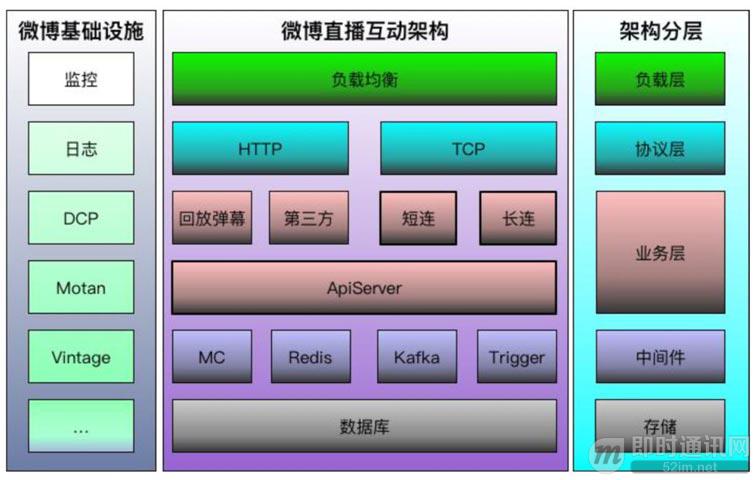 微博基础设施
监控
日志
DCP
Motan
Vintage
...
微博直播互动架构
负载均衡
HTTP TCP
回放弹幕 第三方 短连 长连
ApiServer
MC Redis Kafka Trigger
数据库
架构分层
负载层
协议层
业务层
中间件
存储
即时通讯网
52im.net